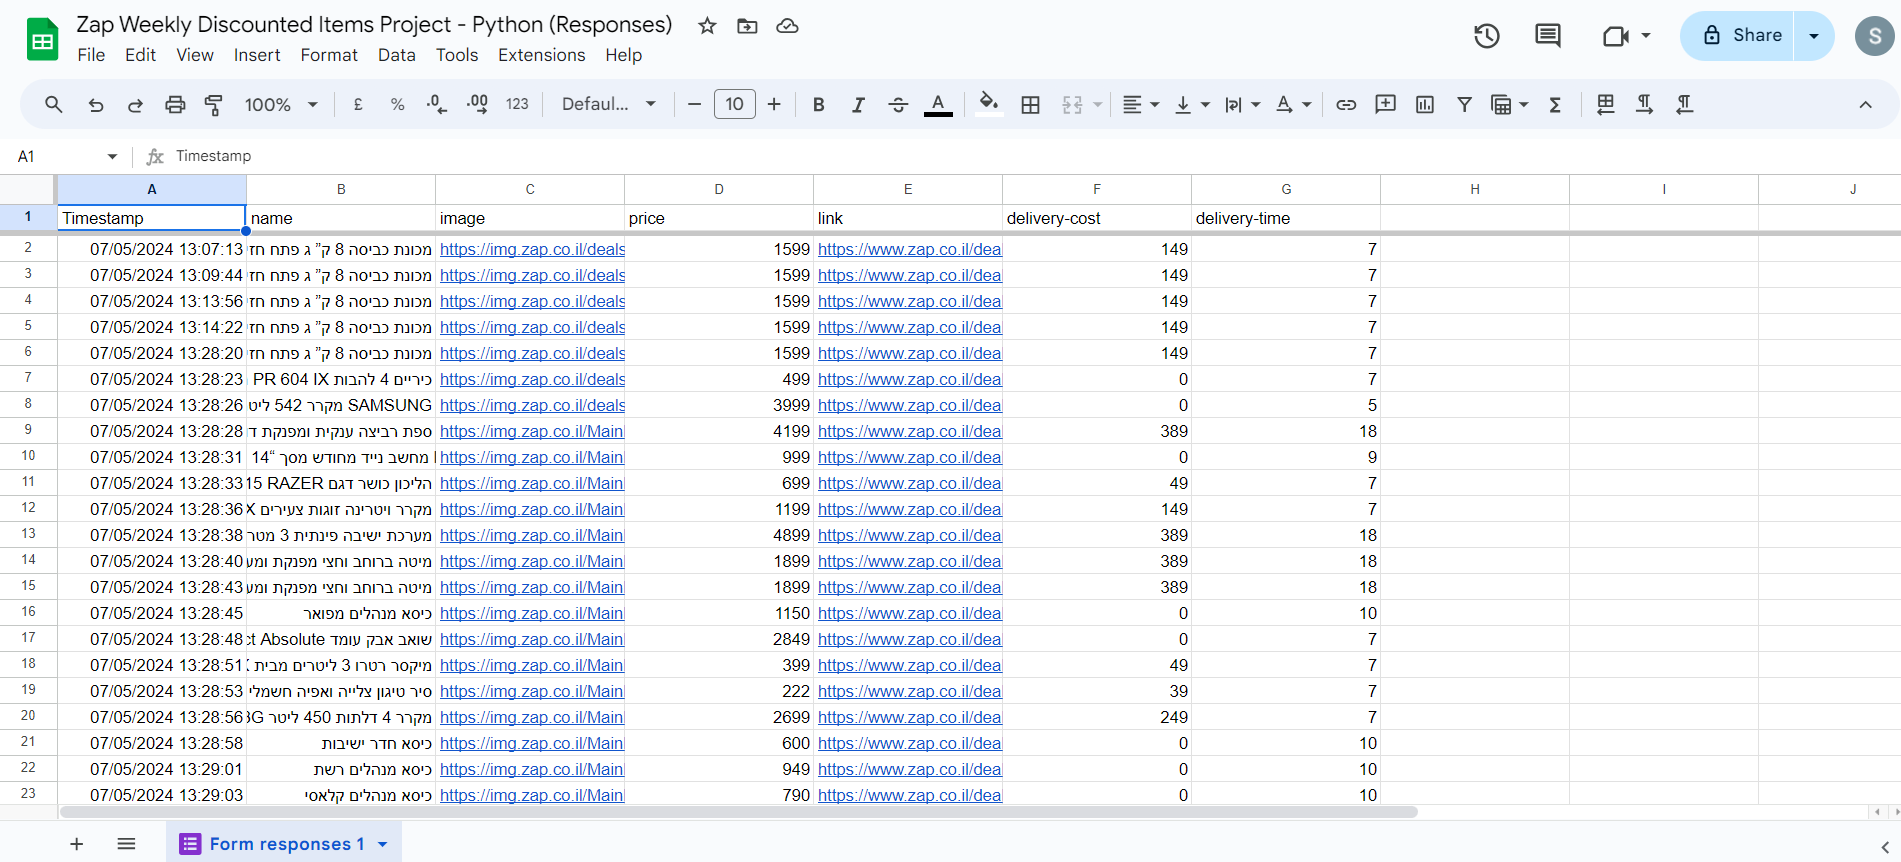 Zap Weekly Discounted Items Project - Python (Responses)
File Edit View Insert Format Data Tools Extensions Help
Share
S
100% £ % .0 .00 123 Defaul... 10 B I A
A1 fx Timestamp
A B C D E F G H I J
1 Timestamp name image price link delivery-cost delivery-time
2 07/05/2024 13:07:13 מכונת כביסה 8 ק" ג פתח https://img.zap.co.il/deals 1599 https://www.zap.co.il/dea 149 7
3 07/05/2024 13:09:44 מכונת כביסה 8 ק" ג פתח https://img.zap.co.il/deals 1599 https://www.zap.co.il/dea 149 7
4 07/05/2024 13:13:56 מכונת כביסה 8 ק" ג פתח https://img.zap.co.il/deals 1599 https://www.zap.co.il/dea 149 7
5 07/05/2024 13:14:22 מכונת כביסה 8 ק" ג פתח https://img.zap.co.il/deals 1599 https://www.zap.co.il/dea 149 7
6 07/05/2024 13:28:20 מכונת כביסה 8 ק" ג פתח https://img.zap.co.il/deals 1599 https://www.zap.co.il/dea 149 7
7 07/05/2024 13:28:23 כיריים 4 להבות PR 604 IX https://img.zap.co.il/deals 499 https://www.zap.co.il/dea 0 7
8 07/05/2024 13:28:26 SAMSUNG מקרר 542 ליט https://img.zap.co.il/deals 3999 https://www.zap.co.il/dea 0 5
9 07/05/2024 13:28:28 ספת רביצה ענקית ומפנקת ד https://img.zap.co.il/Main 4199 https://www.zap.co.il/dea 389 18
10 07/05/2024 13:28:31 מחשב נייד מחודש מסך “14 https://img.zap.co.il/Main 999 https://www.zap.co.il/dea 0 9
11 07/05/2024 13:28:33 הליכון כושר דגם RAZER 15 https://img.zap.co.il/Main 699 https://www.zap.co.il/dea 49 7
12 07/05/2024 13:28:36 מקרר ויטרינה זוגות צעירים https://img.zap.co.il/Main 1199 https://www.zap.co.il/dea 149 7
13 07/05/2024 13:28:38 מערכת ישיבה פינתית 3 מטר https://img.zap.co.il/Main 4899 https://www.zap.co.il/dea 389 18
14 07/05/2024 13:28:40 מיטה ברוחב וחצי מפנקת ומע https://img.zap.co.il/Main 1899 https://www.zap.co.il/dea 389 18
15 07/05/2024 13:28:43 מיטה ברוחב וחצי מפנקת ומע https://img.zap.co.il/Main 1899 https://www.zap.co.il/dea 389 18
16 07/05/2024 13:28:45 כיסא מנהלים מפואר https://img.zap.co.il/Main 1150 https://www.zap.co.il/dea 0 10
17 07/05/2024 13:28:48 שואב אבק עומד ct Absolute https://img.zap.co.il/Main 2849 https://www.zap.co.il/dea 0 7
18 07/05/2024 13:28:51 מיקסר רטרו 3 ליטרים מבית https://img.zap.co.il/Main 399 https://www.zap.co.il/dea 49 7
19 07/05/2024 13:28:53 סיר טיגון צלייה ואפיה חשמלי https://img.zap.co.il/Main 222 https://www.zap.co.il/dea 39 7
20 07/05/2024 13:28:56 מקרר 4 דלתות 450 ליטר https://img.zap.co.il/Main 2699 https://www.zap.co.il/dea 249 7
21 07/05/2024 13:28:58 כיסא חדר ישיבות https://img.zap.co.il/Main 600 https://www.zap.co.il/dea 0 10
22 07/05/2024 13:29:01 כיסא מנהלים רשת https://img.zap.co.il/Main 949 https://www.zap.co.il/dea 0 10
23 07/05/2024 13:29:03 כיסא מנהלים קלאסי https://img.zap.co.il/Main 790 https://www.zap.co.il/dea 0 10
Form responses 1